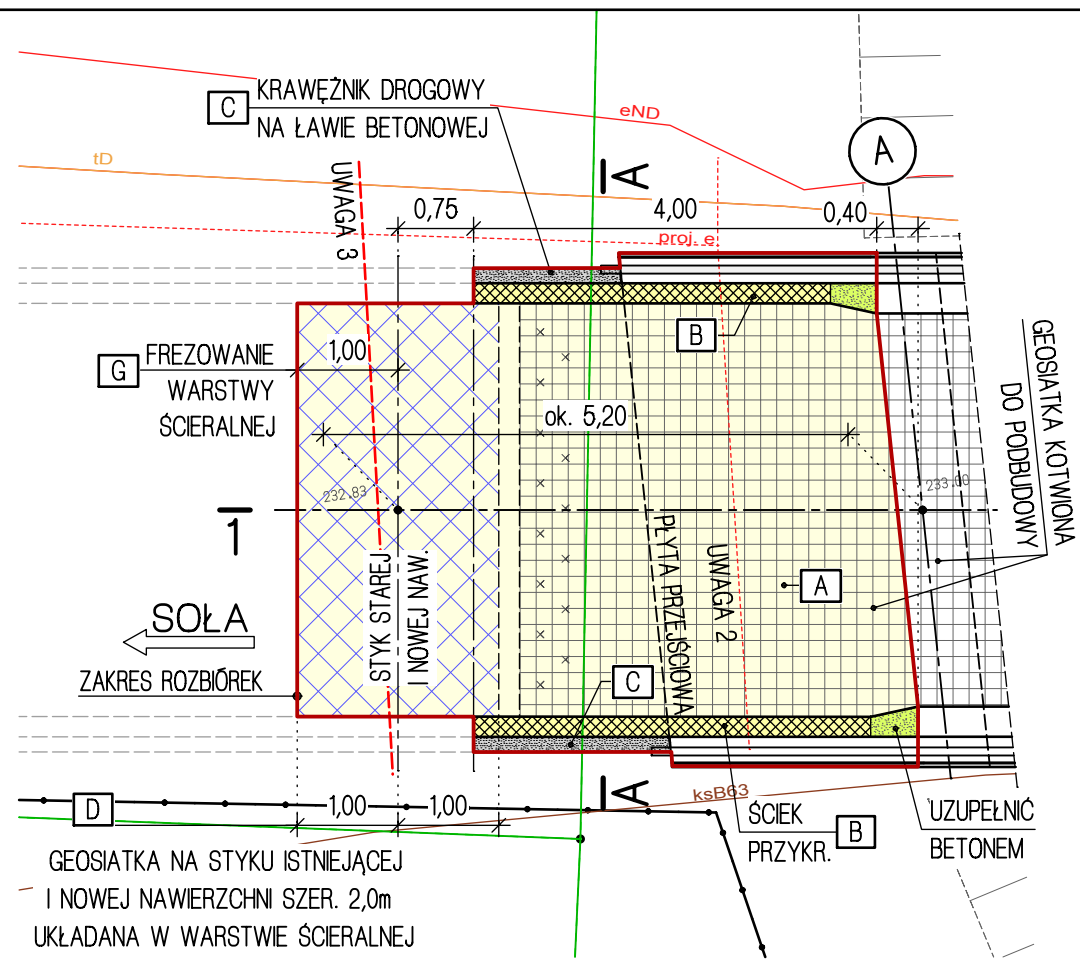 KRAWĘŻNIK DROGOWY
C
NA ŁAWIE BETONOWEJ
eND
A
A
tD
UWAGA 3
0,75
4,00
0,40
proj. e
B
G
FREZOWANIE
WARSTWY
ŚCIERALNEJ
1,00
ok. 5,20
GEOSIATKA KOTWIONA
DO PODBUDOWY
232.83
233.00
1
STYK STAREJ
I NOWEJ NAW.
PŁYTA PRZEJŚCIOWA
UWAGA 2
A
SOŁA
ZAKRES ROZBIÓREK
C
A
ksB63
D
1,00
1,00
ŚCIEK
PRZYKR.
B
UZUPEŁNIĆ
BETONEM
GEOSIATKA NA STYKU ISTNIEJĄCEJ
I NOWEJ NAWIERZCHNI SZER. 2,0m
UKŁADANA W WARSTWIE ŚCIERALNEJ